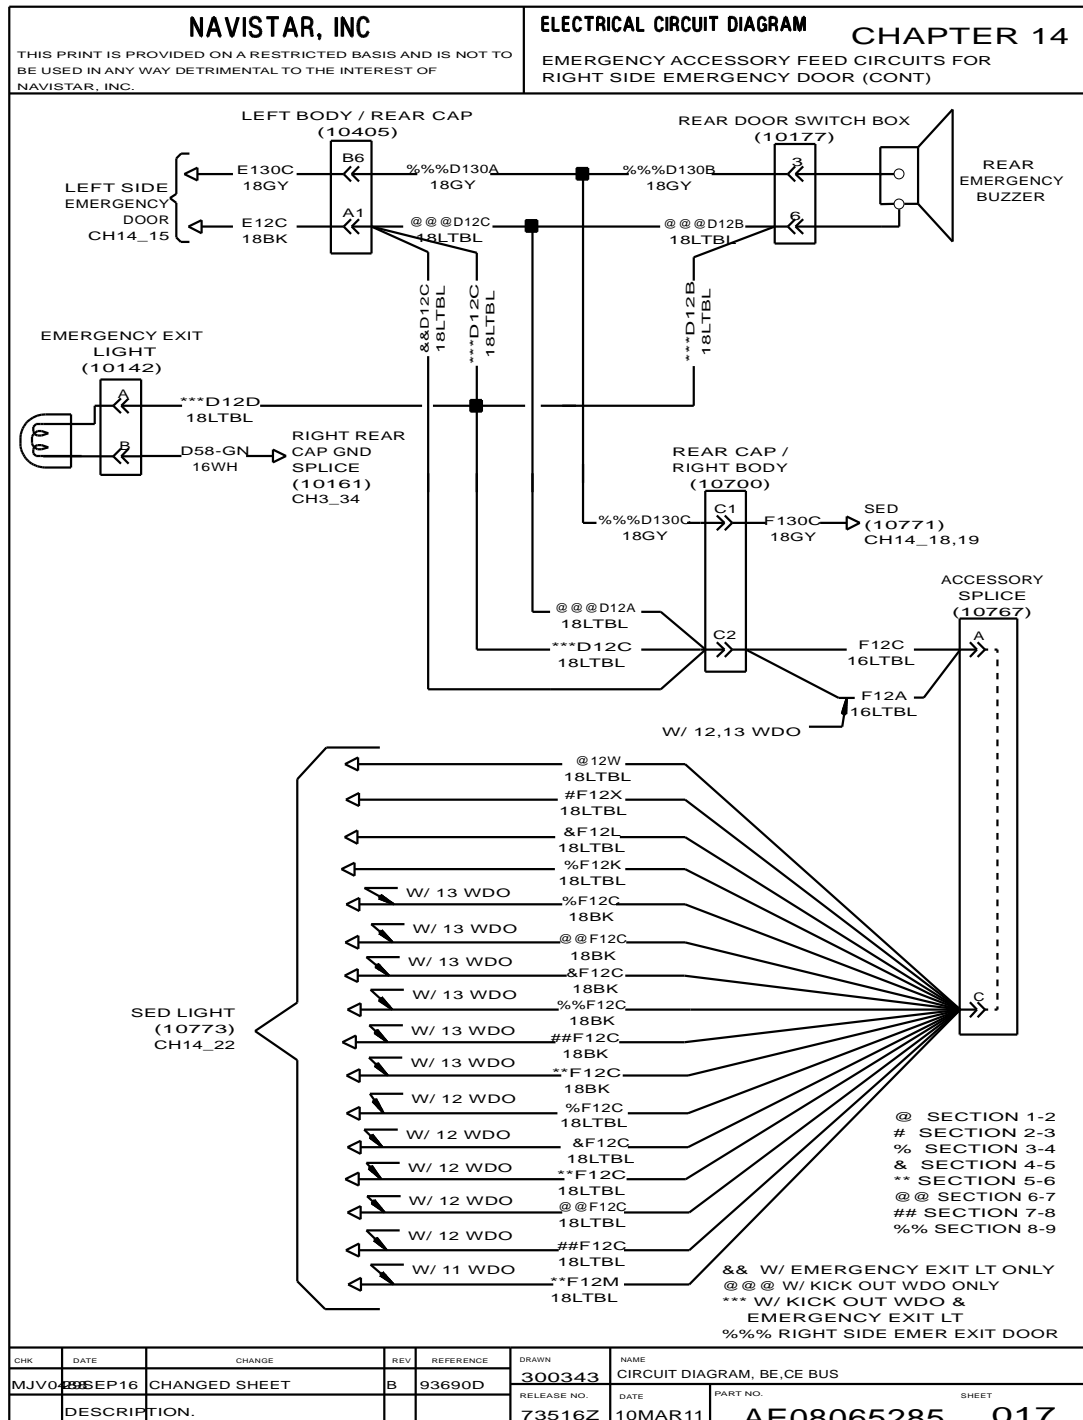 NAVISTAR, INC
THIS PRINT IS PROVIDED ON A RESTRICTED BASIS AND IS NOT TO
BE USED IN ANY WAY DETRIMENTAL TO THE INTEREST OF
NAVISTAR, INC.
ELECTRICAL CIRCUIT DIAGRAM
CHAPTER 14
EMERGENCY ACCESSORY FEED CIRCUITS FOR
RIGHT SIDE EMERGENCY DOOR (CONT)
LEFT BODY / REAR CAP
(10405)
REAR DOOR SWITCH BOX
(10177)
LEFT SIDE
EMERGENCY
DOOR
CH14_15
E130C
18GY
B6
%%%D130A
18GY
%%%D130B
18GY
3
REAR
EMERGENCY
BUZZER
E12C
18BK
A1
@@@D12C
18LTBL
@@@D12B
18LTBL
6
&&D12C
18LTBL
***D12C
18LTBL
***D12B
18LTBL
EMERGENCY EXIT
LIGHT
(10142)
A
***D12D
18LTBL
B
D58-GN
16WH
RIGHT REAR
CAP GND
SPLICE
(10161)
CH3_34
REAR CAP /
RIGHT BODY
(10700)
%%%D130C
18GY
C1
F130C
18GY
SED
(10771)
CH14_18,19
ACCESSORY
SPLICE
(10767)
@@@D12A
18LTBL
***D12C
18LTBL
C2
F12C
16LTBL
A
F12A
16LTBL
W/ 12,13 WDO
@12W
18LTBL
#F12X
18LTBL
&F12L
18LTBL
%F12K
18LTBL
W/ 13 WDO
%F12C
18BK
W/ 13 WDO
@@F12C
18BK
W/ 13 WDO
&F12C
18BK
W/ 13 WDO
%%F12C
18BK
W/ 13 WDO
##F12C
18BK
W/ 13 WDO
**F12C
18BK
W/ 12 WDO
%F12C
18LTBL
W/ 12 WDO
&F12C
18LTBL
W/ 12 WDO
**F12C
18LTBL
W/ 12 WDO
@@F12C
18LTBL
W/ 12 WDO
##F12C
18LTBL
W/ 11 WDO
**F12M
18LTBL
C
SED LIGHT
(10773)
CH14_22
@ SECTION 1-2
# SECTION 2-3
% SECTION 3-4
& SECTION 4-5
** SECTION 5-6
@@ SECTION 6-7
## SECTION 7-8
%% SECTION 8-9
&& W/ EMERGENCY EXIT LT ONLY
@@@ W/ KICK OUT WDO ONLY
*** W/ KICK OUT WDO &
EMERGENCY EXIT LT
%%% RIGHT SIDE EMER EXIT DOOR
CHK DATE CHANGE REV REFERENCE
CHANGED SHEET B 93690D
DESCRIPTION.
DRAWN
300343
NAME
CIRCUIT DIAGRAM, BE,CE BUS
RELEASE NO.
73516Z
DATE
10MAR11
PART NO.
AE08065285
SHEET
017